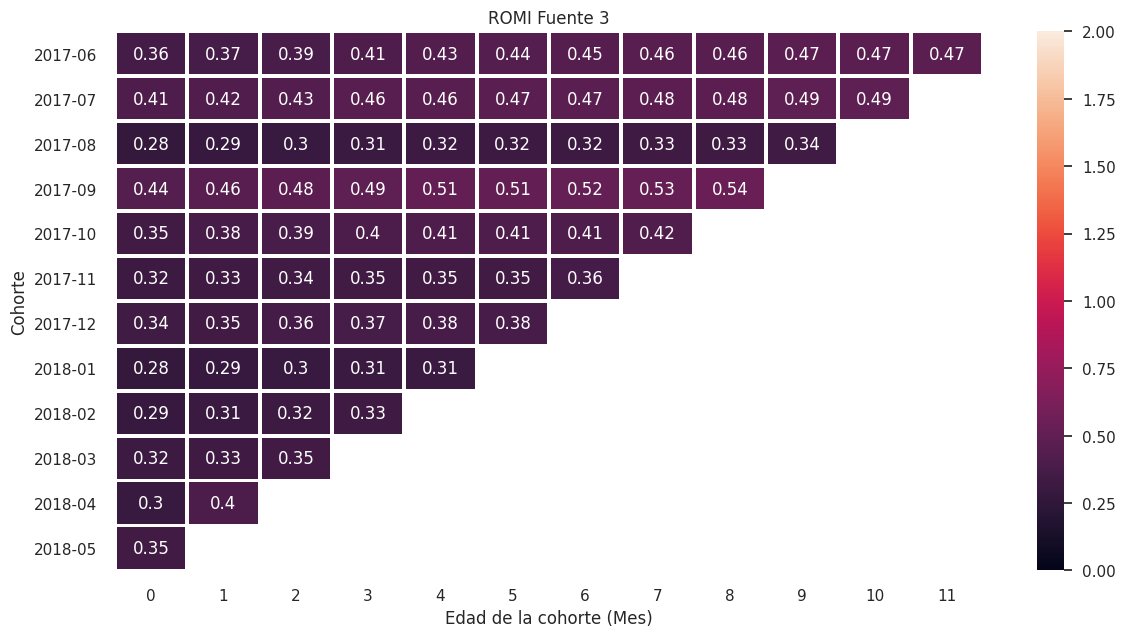 ROMI Fuente 3
2017-06 0.36 0.37 0.39 0.41 0.43 0.44 0.45 0.46 0.46 0.47 0.47 0.47
2017-07 0.41 0.42 0.43 0.46 0.46 0.47 0.47 0.48 0.48 0.49 0.49
2017-08 0.28 0.29 0.3 0.31 0.32 0.32 0.32 0.33 0.33 0.34
2017-09 0.44 0.46 0.48 0.49 0.51 0.51 0.52 0.53 0.54
2017-10 0.35 0.38 0.39 0.4 0.41 0.41 0.41 0.42
2017-11 0.32 0.33 0.34 0.35 0.35 0.35 0.36
2017-12 0.34 0.35 0.36 0.37 0.38 0.38
2018-01 0.28 0.29 0.3 0.31 0.31
2018-02 0.29 0.31 0.32 0.33
2018-03 0.32 0.33 0.35
2018-04 0.3 0.4
2018-05 0.35
0 1 2 3 4 5 6 7 8 9 10 11
Edad de la cohorte (Mes)
Cohorte
2.00
1.75
1.50
1.25
1.00
0.75
0.50
0.25
0.00